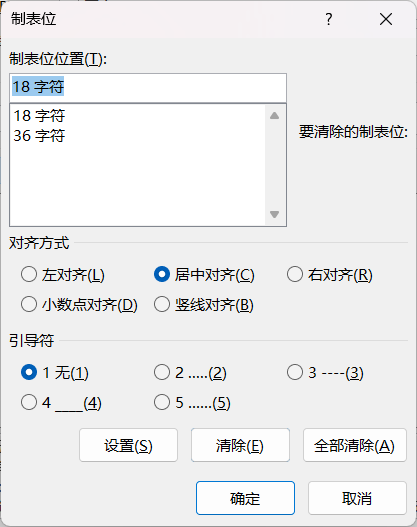 制表位
制表位位置(T):
18 字符
18 字符
36 字符
要清除的制表位:
对齐方式
左对齐(L) 居中对齐(C) 右对齐(R)
小数点对齐(D) 竖线对齐(B)
引导符
1 无(1) 2 .....(2) 3 ----(3)
4 ____(4) 5 ......(5)
设置(S) 清除(E) 全部清除(A)
确定 取消